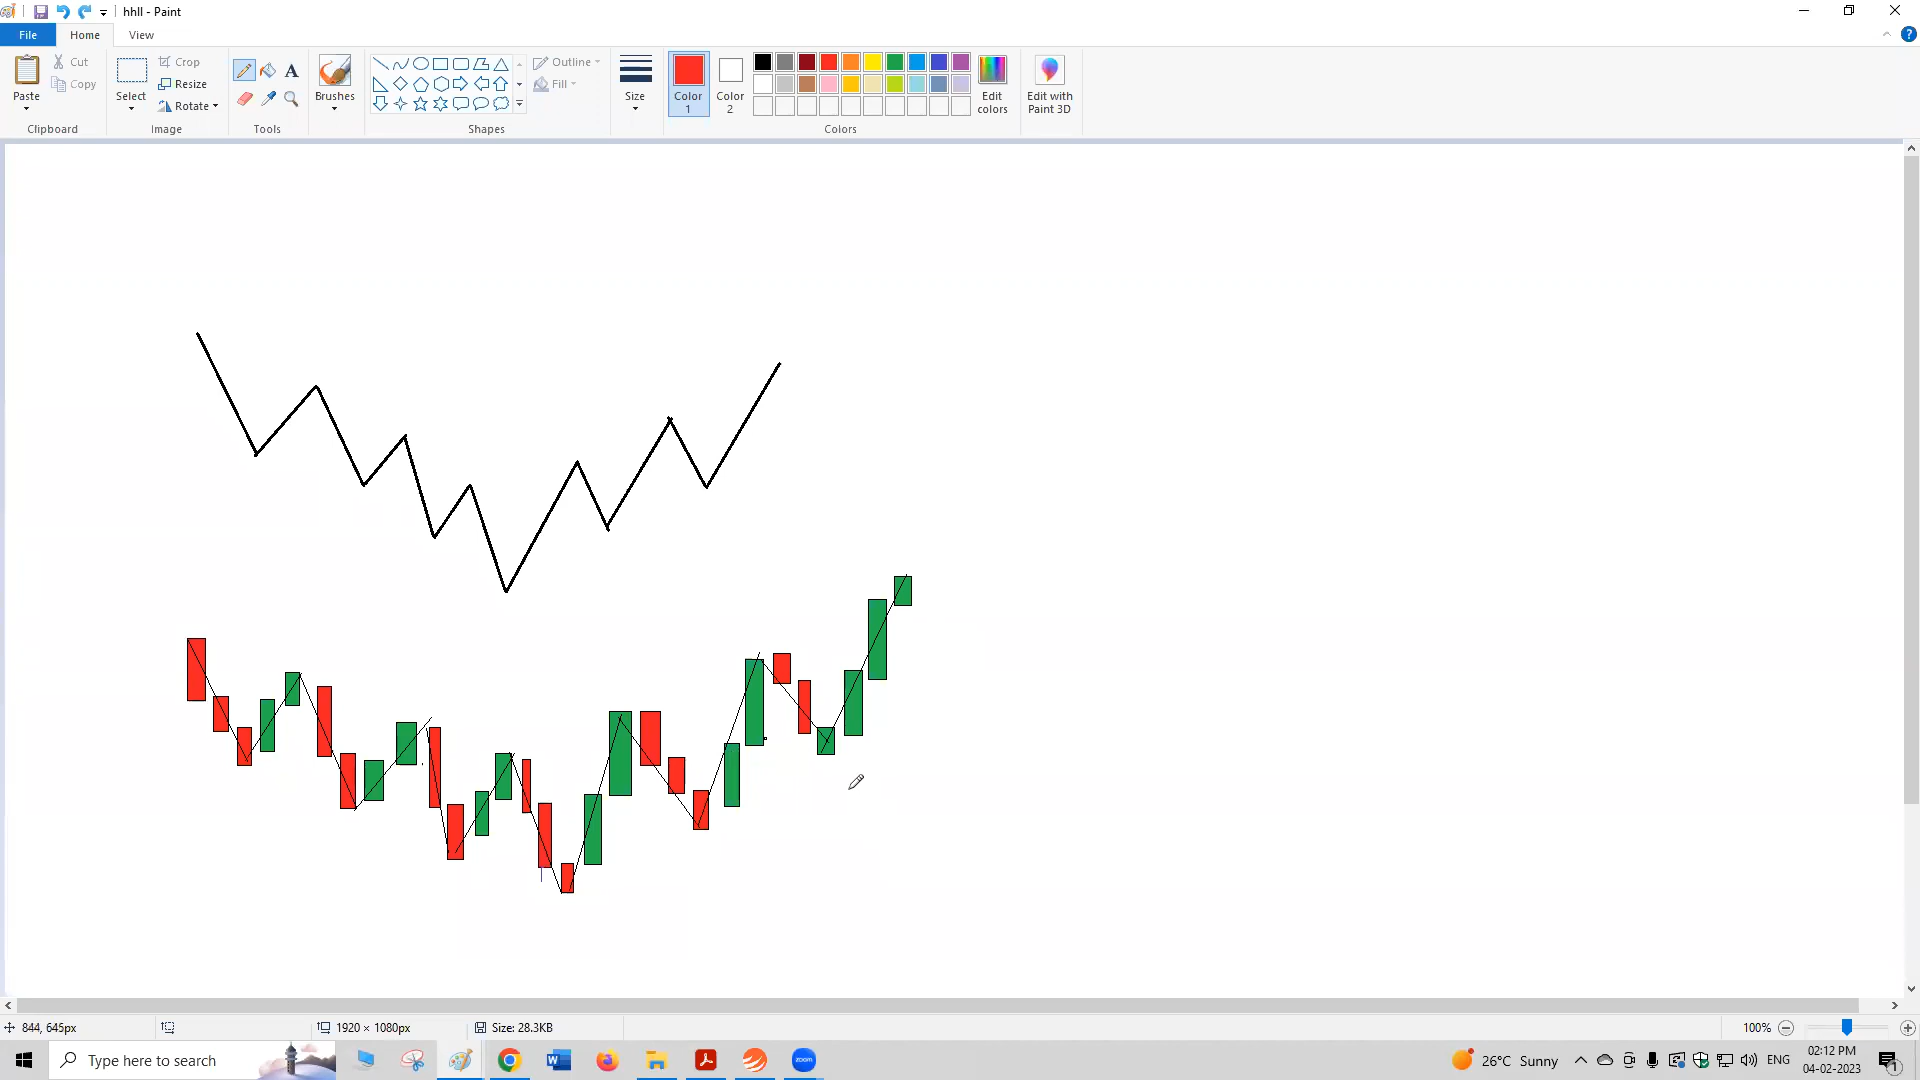 hhll - Paint
File Home View
Paste
Cut
Copy
Clipboard
Select
Crop
Resize
Rotate
Image
A
Tools
Brushes
Outline
Fill
Shapes
Size
Color 1
Color 2
Edit colors
Colors
Edit with Paint 3D
844, 645px
1920 × 1080px
Size: 28.3KB
100%
Type here to search
W
zoom
26°C Sunny
ENG
02:12 PM
04-02-2023
1